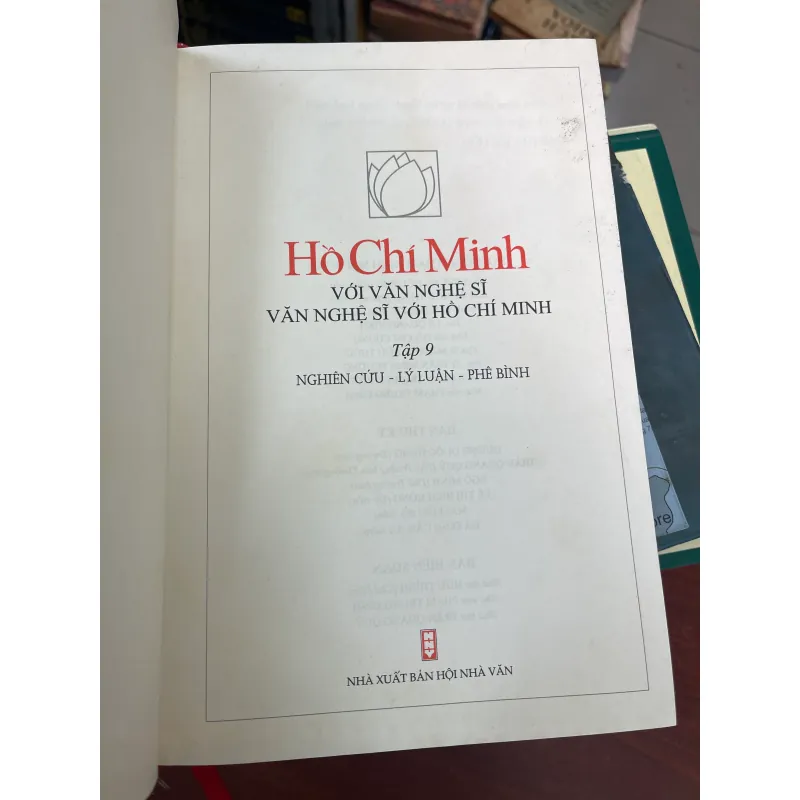 Hồ Chí Minh
VỚI VĂN NGHỆ SĨ
VĂN NGHỆ SĨ VỚI HỒ CHÍ MINH
Tập 9
NGHIÊN CỨU - LÝ LUẬN - PHÊ BÌNH
HNV
NHÀ XUẤT BẢN HỘI NHÀ VĂN